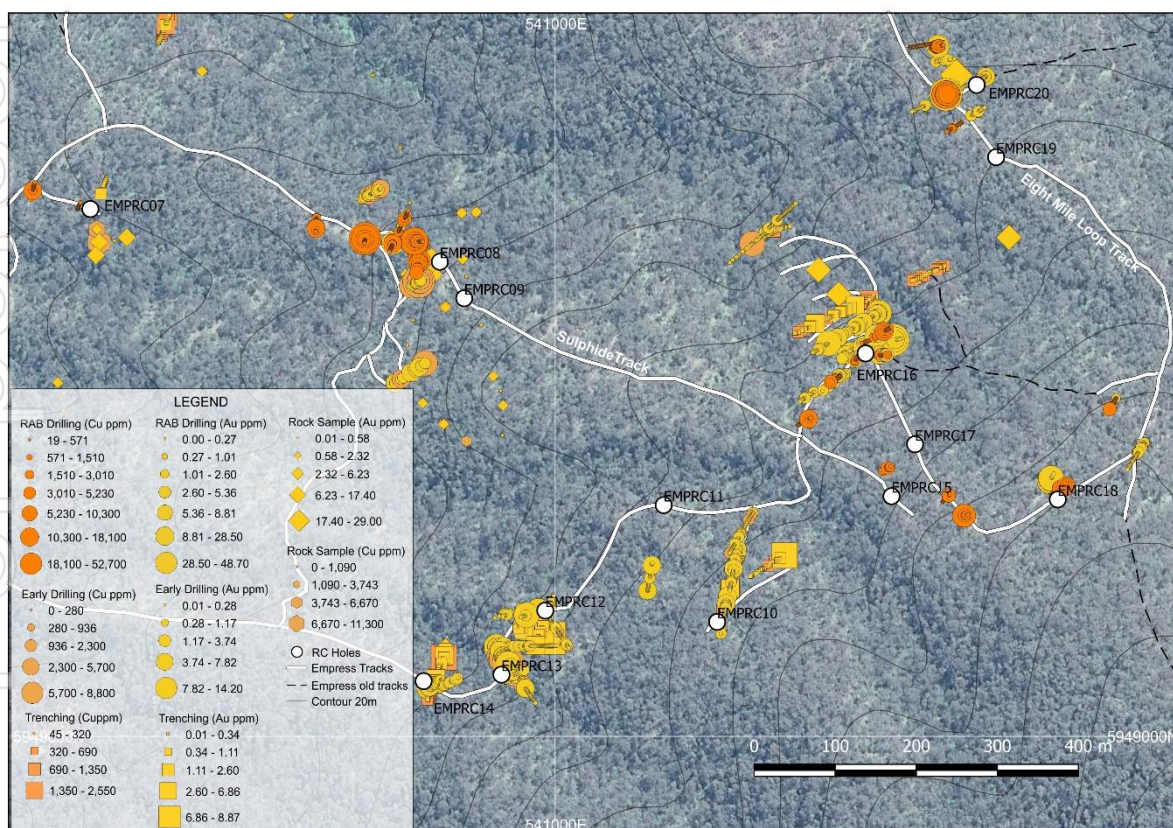 541000E
EMPRC20
EMPRC19
EMPRC07
Eight Mile Loop Track
EMPRC08
EMPRC09
Sulphide Track
EMPRC16
EMPRC17
EMPRC15
EMPRC18
EMPRC11
EMPRC12
EMPRC10
EMPRC13
EMPRC14
5949000N
0 100 200 300 400 m
541000E
LEGEND
RAB Drilling (Cu ppm)
19 - 571
571 - 1,510
1,510 - 3,010
3,010 - 5,230
5,230 - 10,300
10,300 - 18,100
18,100 - 52,700
Early Drilling (Cu ppm)
0 - 280
280 - 936
936 - 2,300
2,300 - 5,700
5,700 - 8,800
Trenching (Cuppm)
45 - 320
320 - 690
690 - 1,350
1,350 - 2,550
RAB Drilling (Au ppm)
0.00 - 0.27
0.27 - 1.01
1.01 - 2.60
2.60 - 5.36
5.36 - 8.81
8.81 - 28.50
28.50 - 48.70
Early Drilling (Au ppm)
0.01 - 0.28
0.28 - 1.17
1.17 - 3.74
3.74 - 7.82
7.82 - 14.20
Trenching (Au ppm)
0.01 - 0.34
0.34 - 1.11
1.11 - 2.60
2.60 - 6.86
6.86 - 8.87
Rock Sample (Au ppm)
0.01 - 0.58
0.58 - 2.32
2.32 - 6.23
6.23 - 17.40
17.40 - 29.00
Rock Sample (Cu ppm)
0 - 1,090
1,090 - 3,743
3,743 - 6,670
6,670 - 11,300
RC Holes
Empress Tracks
Empress old tracks
Contour 20m